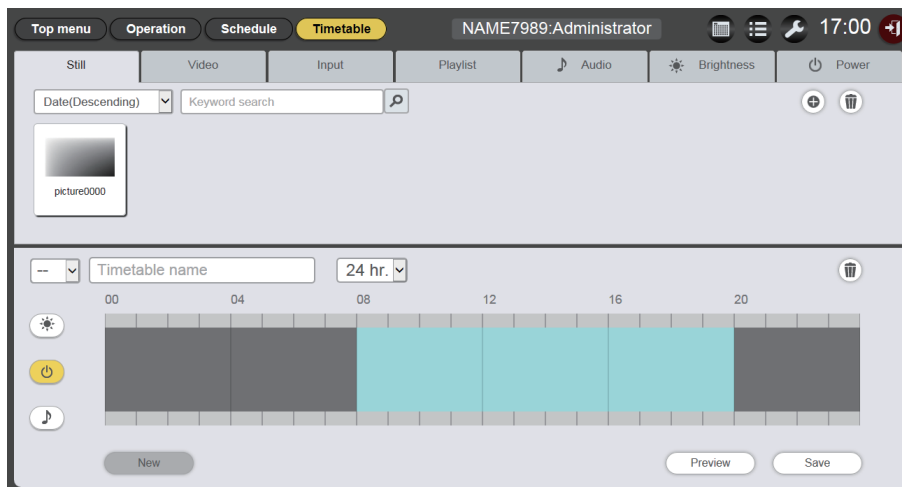 Top menu Operation Schedule Timetable NAME7989:Administrator 17:00
Still Video Input Playlist Audio Brightness Power
Date(Descending) Keyword search
picture0000
-- Timetable name 24 hr.
00 04 08 12 16 20
New Preview Save